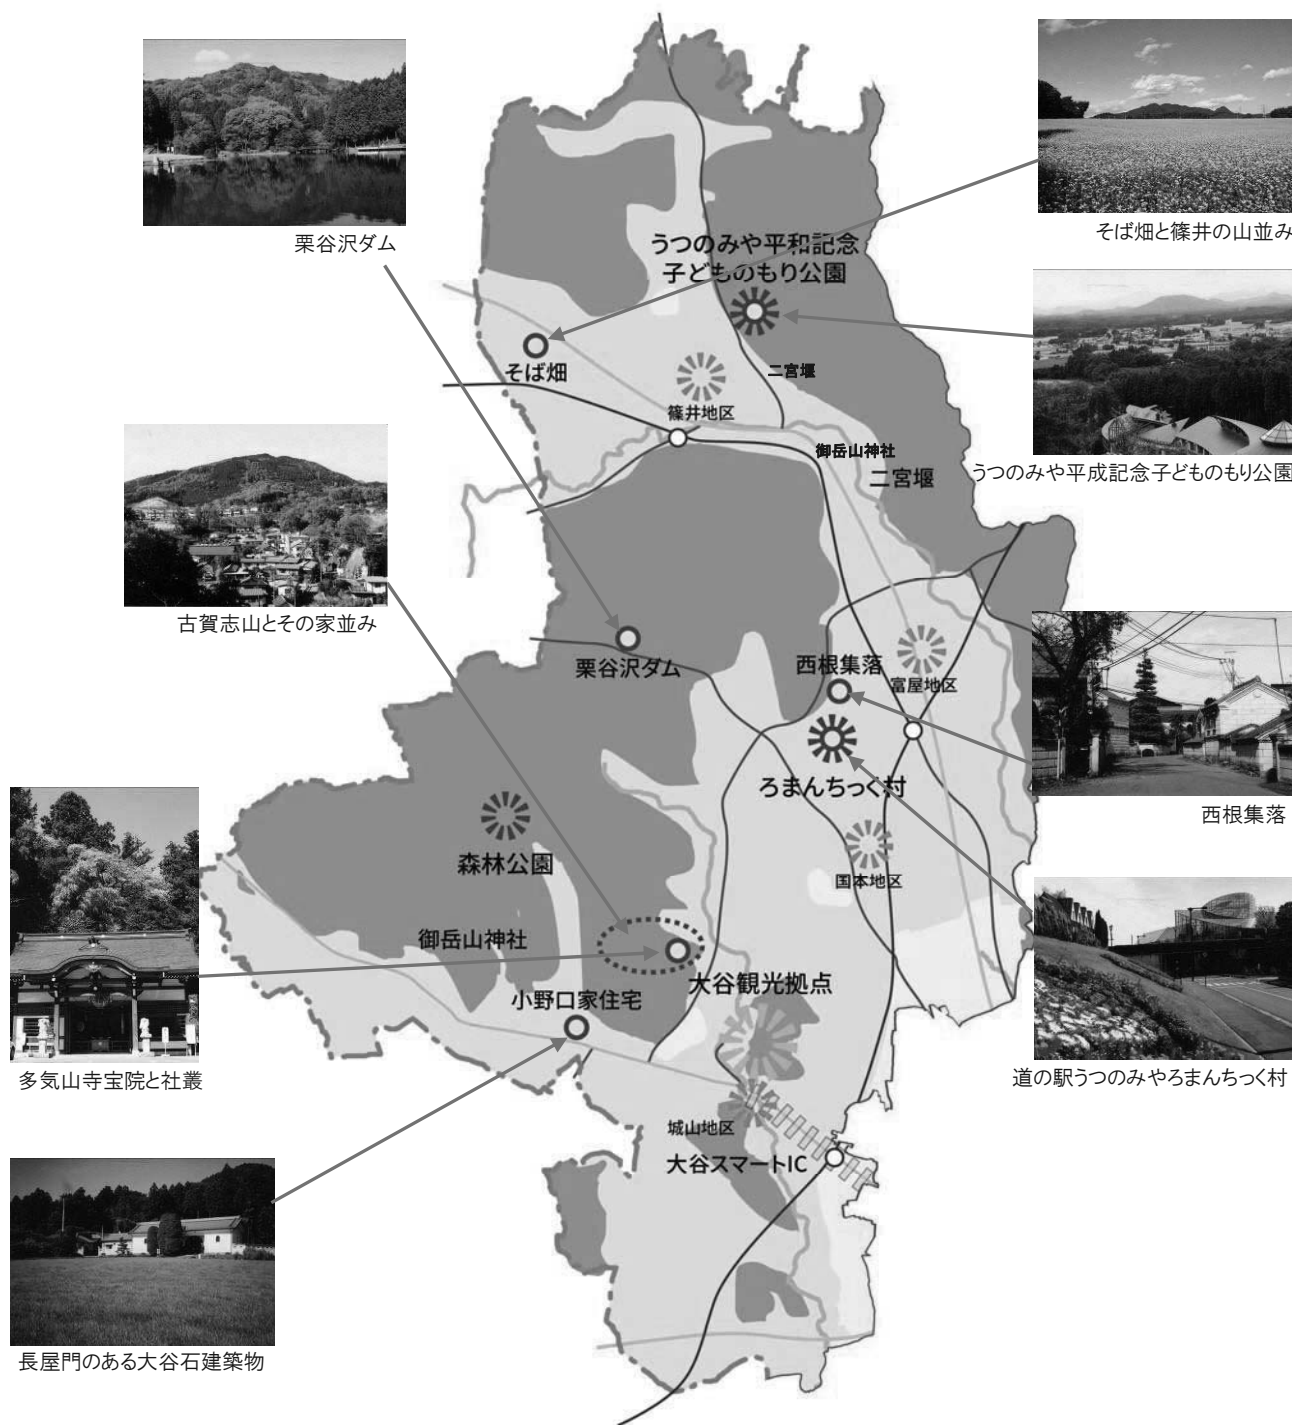 栗谷沢ダム
そば畑と篠井の山並み
うつのみや平和記念
子どものもり公園
そば畑
二宮堰
篠井地区
御岳山神社
二宮堰
うつのみや平成記念子どものもり公園
古賀志山とその家並み
栗谷沢ダム
西根集落
富屋地区
ろまんちっく村
西根集落
森林公園
国本地区
御岳山神社
大谷観光拠点
小野口家住宅
多気山寺宝院と社叢
道の駅うつのみやろまんちっく村
城山地区
大谷スマートIC
長屋門のある大谷石建築物